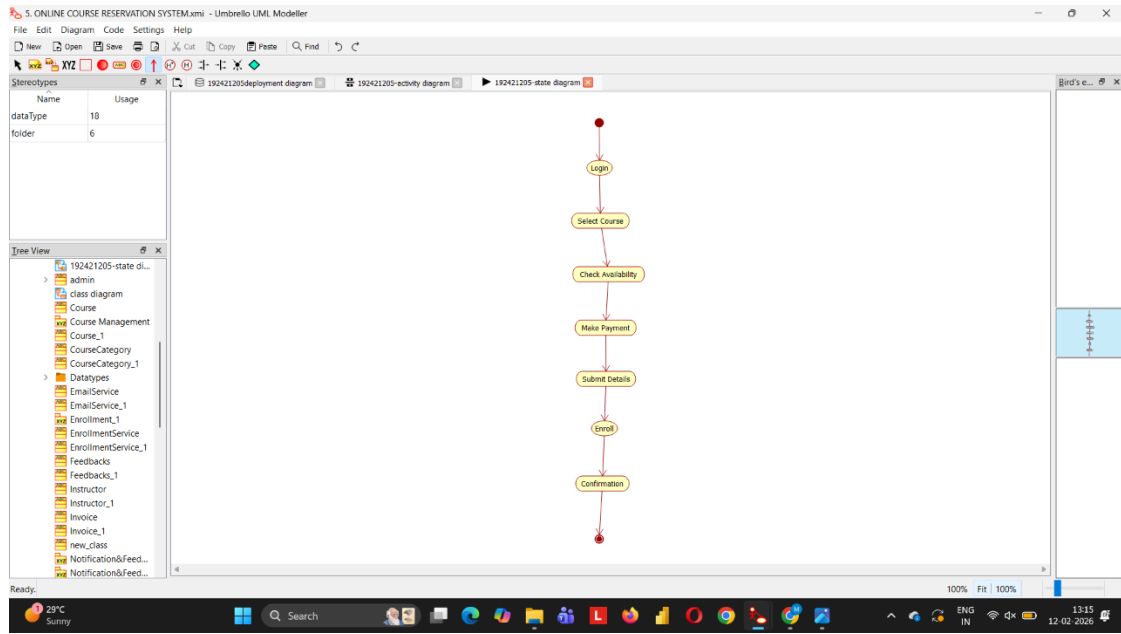 5. ONLINE COURSE RESERVATION SYSTEM.xmi - Umbrello UML Modeller
File Edit Diagram Code Settings Help
New Open Save Cut Copy Paste Find
XYZ
Stereotypes
192421205deployment diagram 192421205-activity diagram 192421205-state diagram
Bird's e...
Name Usage
dataType 18
folder 6
Tree View
192421205-state di...
admin
class diagram
Course
Course Management
Course_1
CourseCategory
CourseCategory_1
Datatypes
EmailService
EmailService_1
Enrollment_1
EnrollmentService
EnrollmentService_1
Feedbacks
Feedbacks_1
Instructor
Instructor_1
Invoice
Invoice_1
new_class
Notification&Feed...
Notification&Feed...
Login
Select Course
Check Availability
Make Payment
Submit Details
Enroll
Confirmation
Ready.
100% Fit 100%
1
29°C
Sunny
Search
L
ENG
IN
13:15
12-02-2026